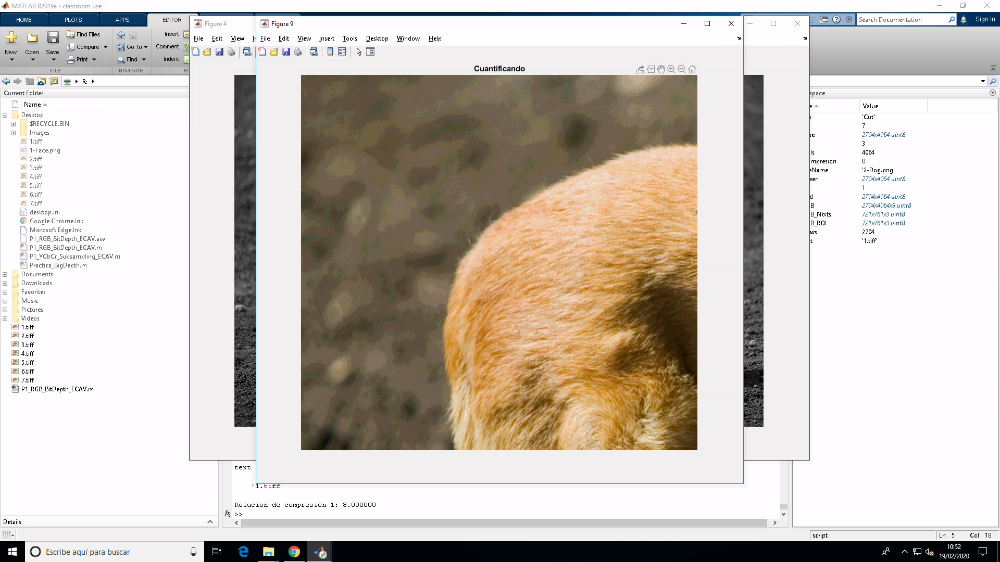 MATLAB R2019a - classroom use
HOME PLOTS APPS EDITOR
Search Documentation Sign In
Find Files
Compare
Print
New Open Save
Go To
Find
Insert
Comment
Indent
FILE NAVIGATE
R:
Current Folder
Name
Desktop
$RECYCLE.BIN
Images
1.tiff
1-Face.png
2.tiff
3.tiff
4.tiff
5.tiff
6.tiff
7.tiff
desktop.ini
Google Chrome.lnk
Microsoft Edge.lnk
P1_RGB_BitDepth_ECAV.asv
P1_RGB_BitDepth_ECAV.m
P1_YCbCr_Subsampling_ECAV.m
Practica_BigDepth.m
Documents
Downloads
Favorites
Music
Pictures
Videos
1.tiff
2.tiff
3.tiff
4.tiff
5.tiff
6.tiff
7.tiff
P1_RGB_BitDepth_ECAV.m
Details
Figure 4
File Edit View
Figure 9
File Edit View Insert Tools Desktop Window Help
Cuantificando
text
'1.tiff'
Relacion de compresión 1: 8.000000
fx >>
space
Value
'Cut'
7
ue 2704x4064 uint8
3
ls 4064
mpresion 8
eName '2-Dog.png'
een 2704x4064 uint8
1
d 2704x4064 uint8
B 2704x4064x3 uint8
B_Nbits 721x761x3 uint8
B_ROI 721x761x3 uint8
ws 2704
xt '1.tiff'
script Ln 5 Col 18
Escribe aquí para buscar
10:52
19/02/2020